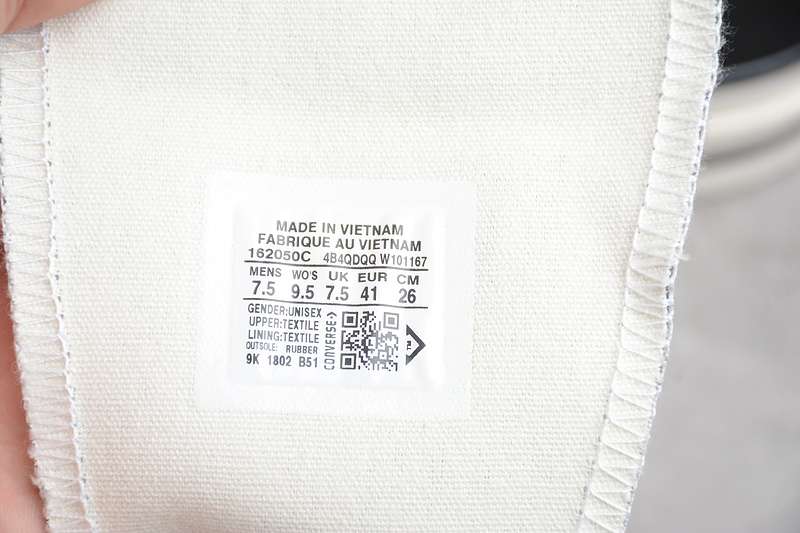 MADE IN VIETNAM
FABRIQUE AU VIETNAM
162050C 4B4QDQQ W101167
MENS WO'S UK EUR CM
7.5 9.5 7.5 41 26
GENDER:UNISEX
UPPER:TEXTILE
LINING:TEXTILE
OUTSOLE: RUBBER
9K 1802 B51
CONVERSE
2